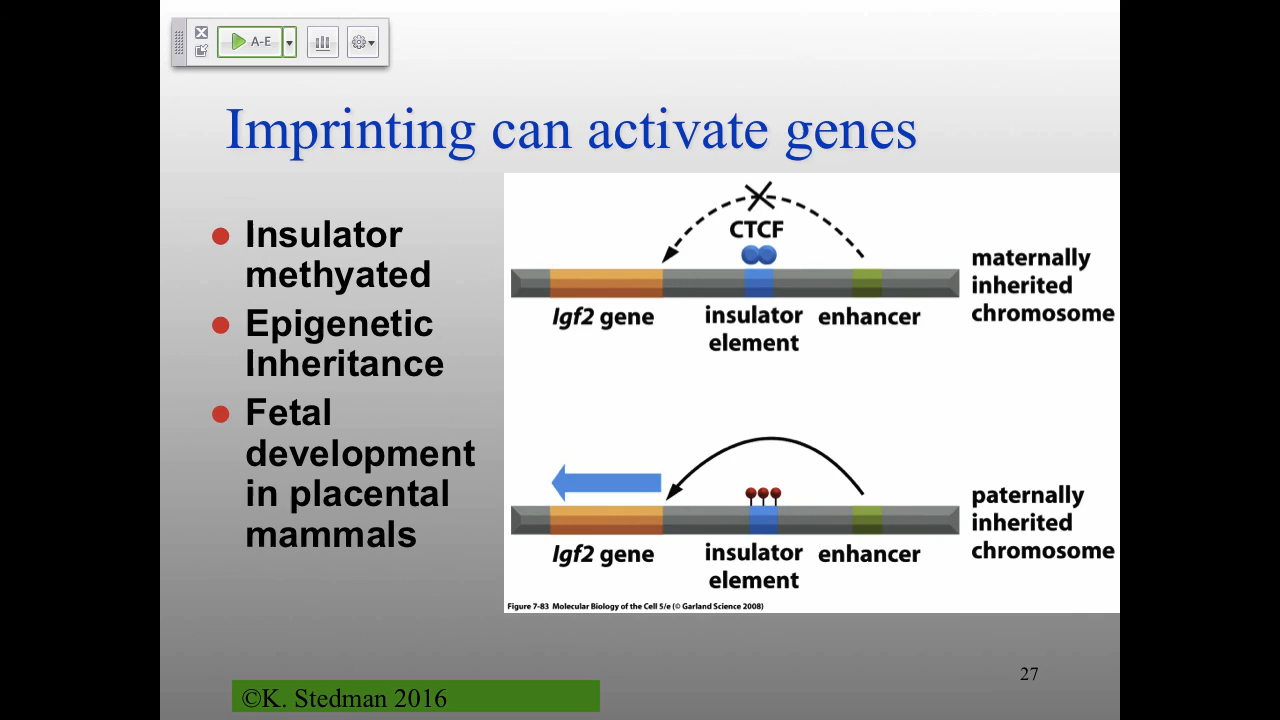 A-E
Imprinting can activate genes
Insulator
methyated
Epigenetic
Inheritance
Fetal
development
in placental
mammals
CTCF
Igf2 gene
insulator
element
enhancer
maternally
inherited
chromosome
Igf2 gene
insulator
element
enhancer
paternally
inherited
chromosome
Figure 7-83 Molecular Biology of the Cell 5/e (© Garland Science 2008)
27
©K. Stedman 2016